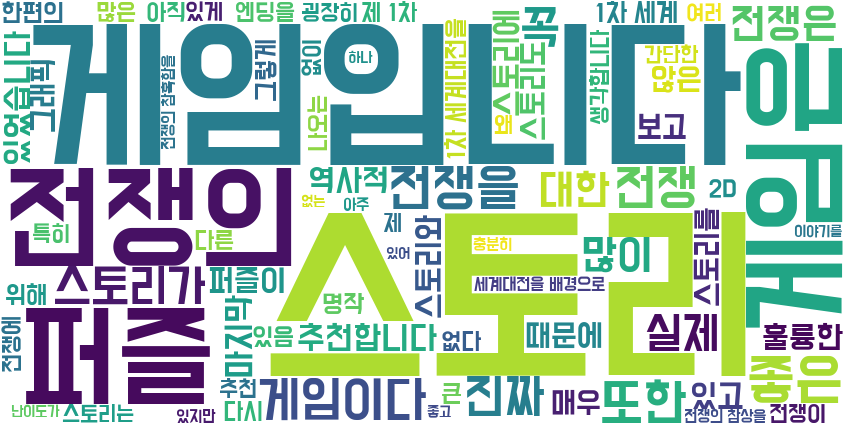 한편의 많은 아직 있게 엔딩을 굉장히 제 1차 1차 세계 여러 전쟁은
있었습니다 그래픽 게임입니다 게임은
전쟁의 참혹함을 그렇게 없이 하나 나오는 1차 세계대전을 왜 스토리에 스토리도 꼭 생각합니다 간단한 않은 보고
전쟁의 역사적 전쟁을 대한 전쟁 2D
없는 아주 제 스토리와 있어 충분히 많이 스토리를 이야기를
특히 다른 스토리
스토리가 퍼즐이 세계대전을 배경으로
위해 명작
퍼즐 마지막 있음 추천합니다 없다 때문에 실제 훌륭한
전쟁에 좋은
추천 게임이다 큰 진짜 매우 또한 있고
난이도가 스토리는 있지만 다시 좋고 전쟁의 참상을 전쟁이